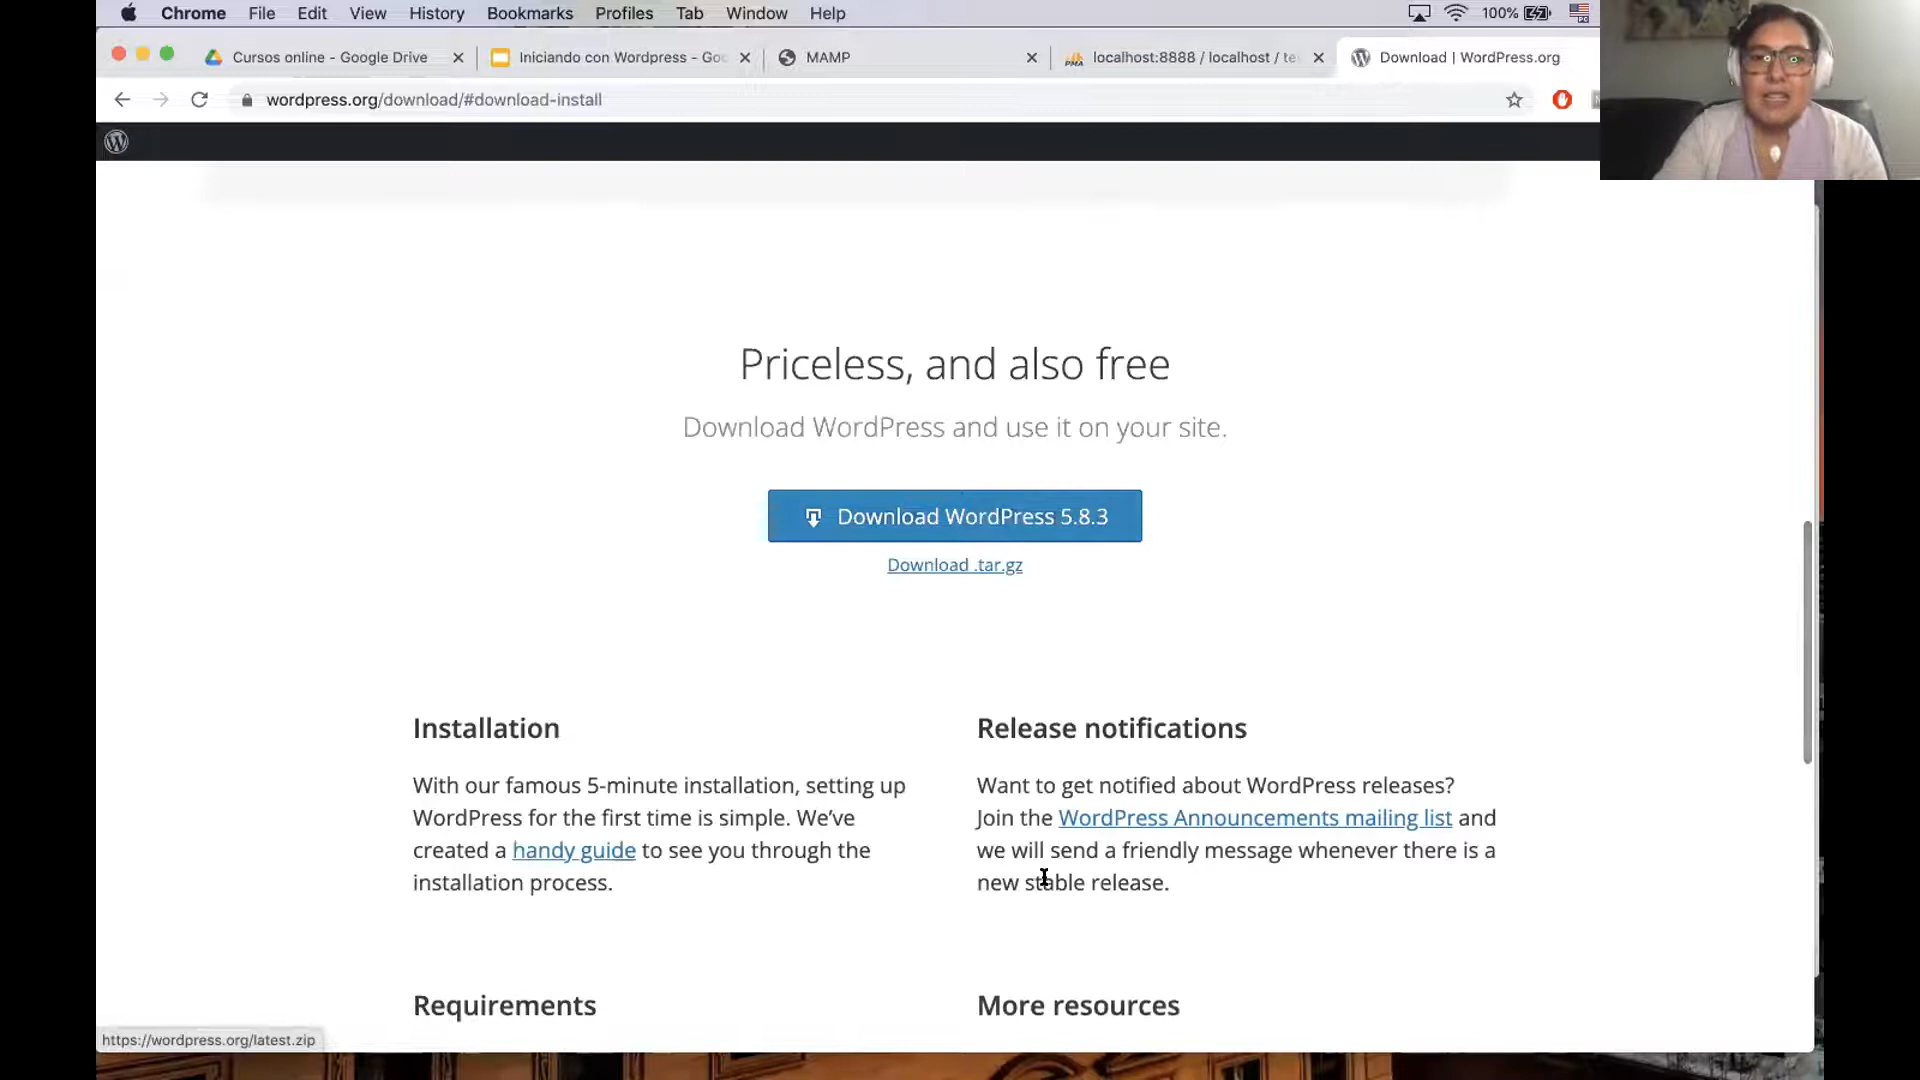 Chrome File Edit View History Bookmarks Profiles Tab Window Help 100%
Cursos online - Google Drive
Iniciando con Wordpress - Goo
MAMP
localhost:8888 / localhost / te
Download | WordPress.org
wordpress.org/download/#download-install
Priceless, and also free
Download WordPress and use it on your site.
Download WordPress 5.8.3
Download .tar.gz
Installation
With our famous 5-minute installation, setting up
WordPress for the first time is simple. We’ve
created a handy guide to see you through the
installation process.
Release notifications
Want to get notified about WordPress releases?
Join the WordPress Announcements mailing list and
we will send a friendly message whenever there is a
new stable release.
Requirements
More resources
https://wordpress.org/latest.zip